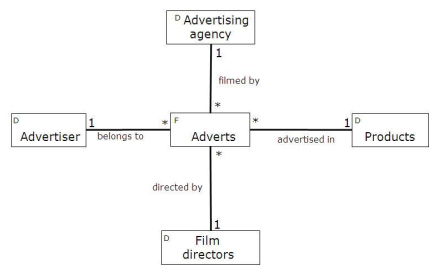 D Advertising
agency
1
filmed by
*
D
Advertiser
1
belongs to
*
F
Adverts
*
advertised in
1
D
Products
*
directed by
1
D
Film
directors